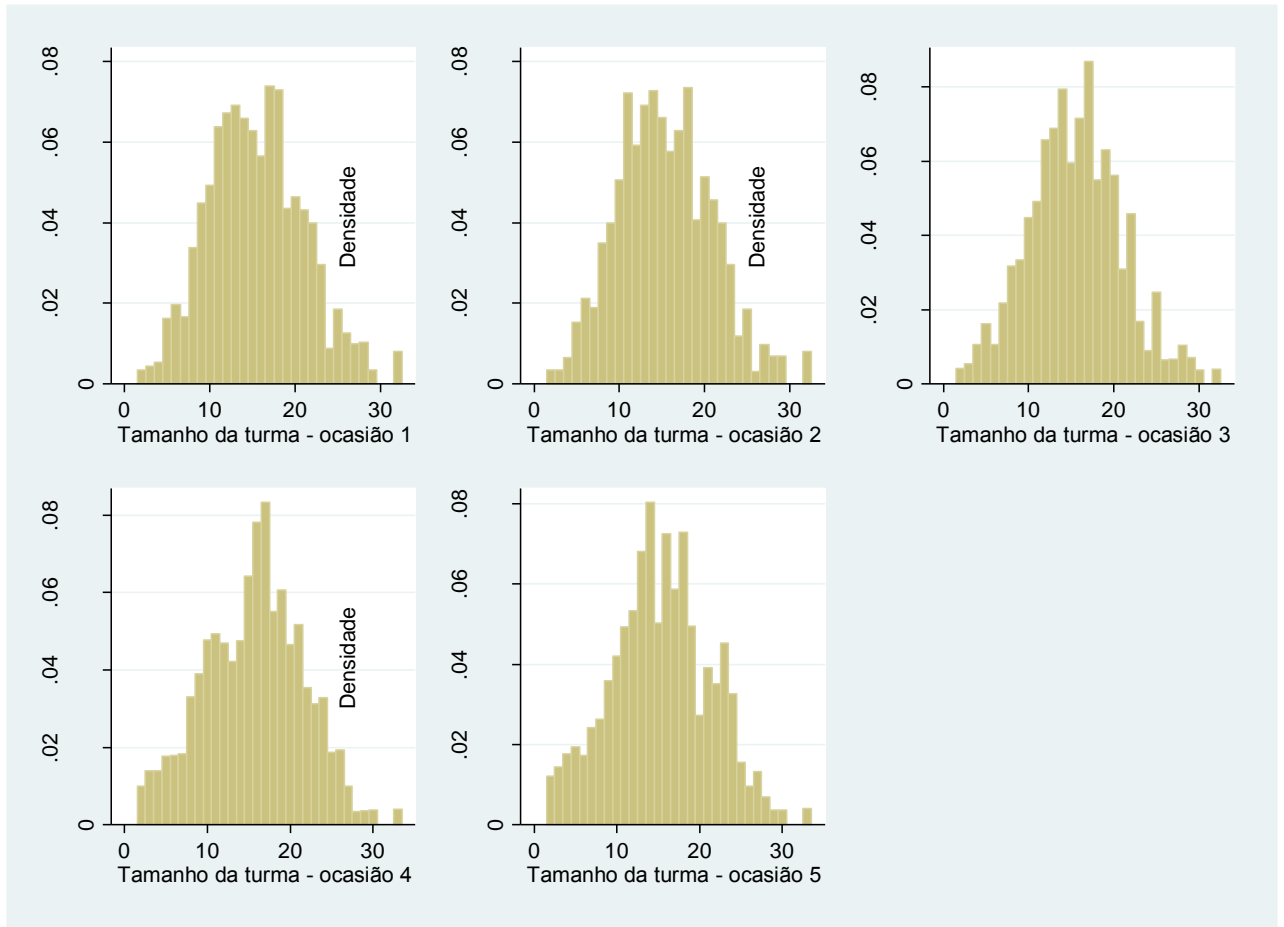 .08
.06
.04
.02
0
0 10 20 30
Tamanho da turma - ocasião 1
Densidade
.08
.06
.04
.02
0
0 10 20 30
Tamanho da turma - ocasião 2
Densidade
.08
.06
.04
.02
0
0 10 20 30
Tamanho da turma - ocasião 3
.08
.06
.04
.02
0
0 10 20 30
Tamanho da turma - ocasião 4
Densidade
.08
.06
.04
.02
0
0 10 20 30
Tamanho da turma - ocasião 5